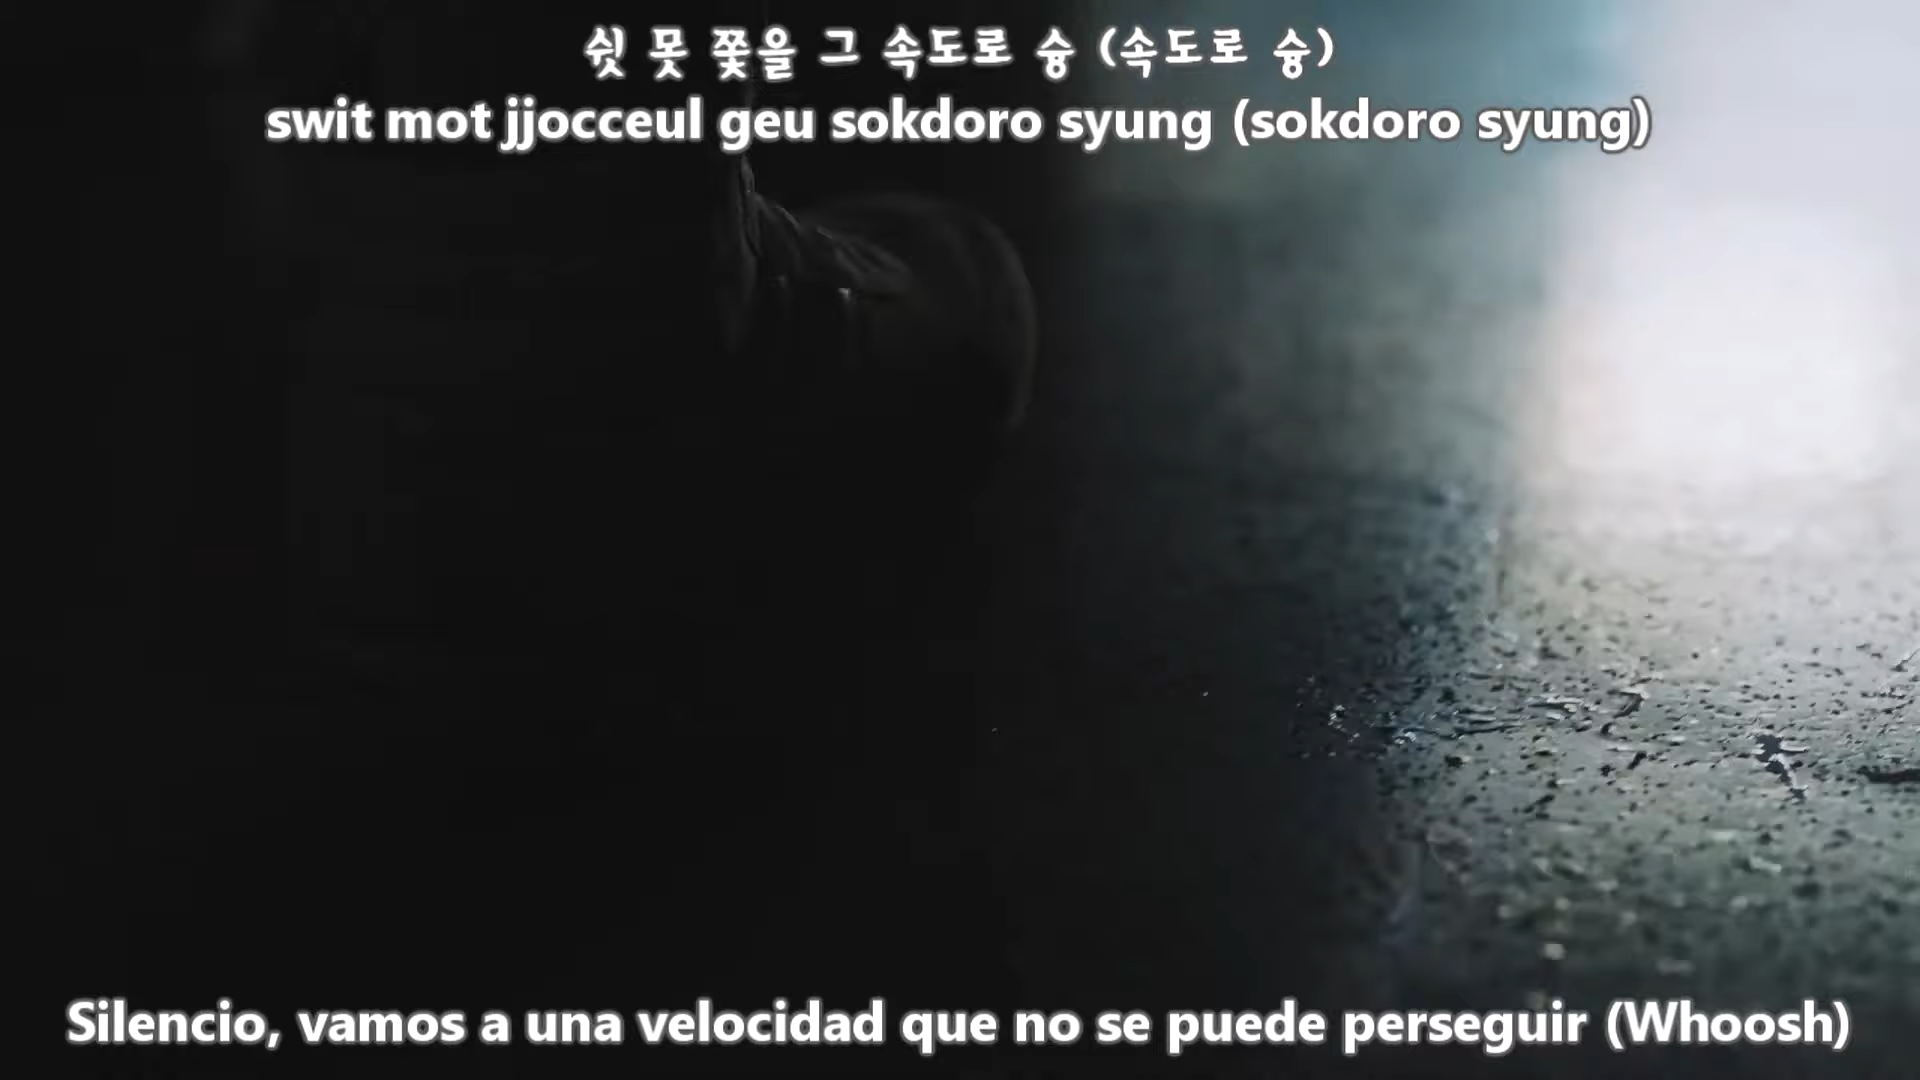 쉿 못 쫓을 그 속도로 슝 (속도로 슝)
swit mot jjocceul geu sokdoro syung (sokdoro syung)
Silencio, vamos a una velocidad que no se puede perseguir (Whoosh)